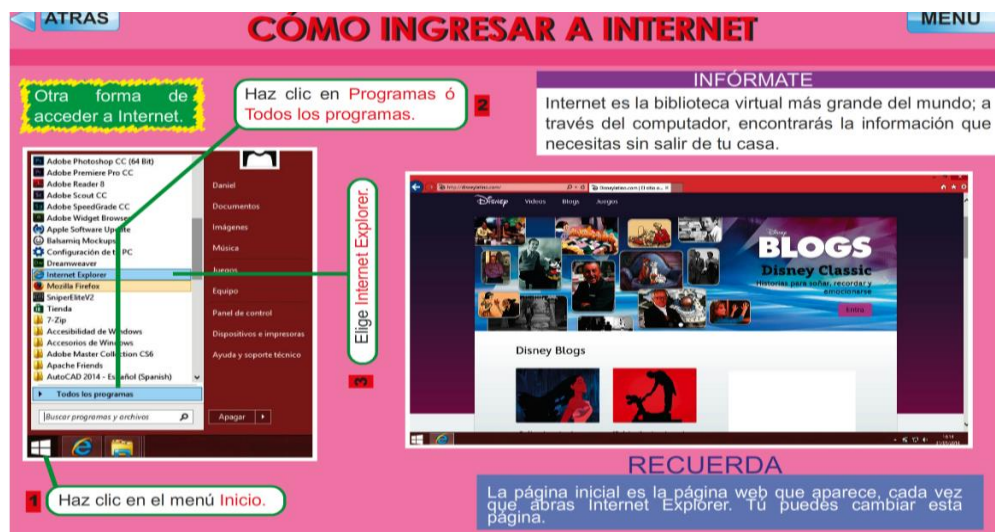 ATRAS
CÓMO INGRESAR A INTERNET
MENU
Otra forma de
acceder a Internet.
Haz clic en Programas ó
Todos los programas.
2
INFÓRMATE
Internet es la biblioteca virtual más grande del mundo; a
través del computador, encontrarás la información que
necesitas sin salir de tu casa.
Adobe Photoshop CC (64 Bit)
Adobe Premiere Pro CC
Adobe Reader 8
Adobe Scout CC
Adobe SpeedGrade CC
Adobe Widget Browser
Apple Software Update
Balsamiq Mockups
Configuración de PC
Dreamweaver
Internet Explorer
Mozilla Firefox
SniperEliteV2
Tienda
7-Zip
Accesibilidad de Windows
Accesorios de Windows
Adobe Master Collection CS6
Apache Friends
AutoCAD 2014 - Español (Spanish)
Todos los programas
Buscar programas y archivos
Daniel
Documentos
Imágenes
Música
Juegos
Equipo
Panel de control
Dispositivos e impresoras
Ayuda y soporte técnico
Apagar
Elige Internet Explorer.
3
Disney
Videos
Blogs
Juegos
Disney
BLOGS
Disney Classic
Historias para soñar, recordar y
emocionarse
Entra
Disney Blogs
1
Haz clic en el menú Inicio.
RECUERDA
La página inicial es la página web que aparece, cada vez
que abras Internet Explorer. Tú puedes cambiar esta
página.